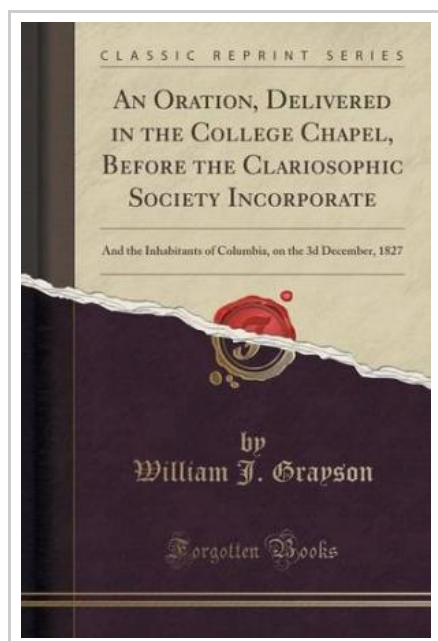 CLASSIC REPRINT SERIES
AN ORATION, DELIVERED
IN THE COLLEGE CHAPEL,
BEFORE THE CLARIOSOPHIC
SOCIETY INCORPORATE
And the Inhabitants of Columbia, on the 3d December, 1827
F
by
William J. Grayson
Forgotten Books